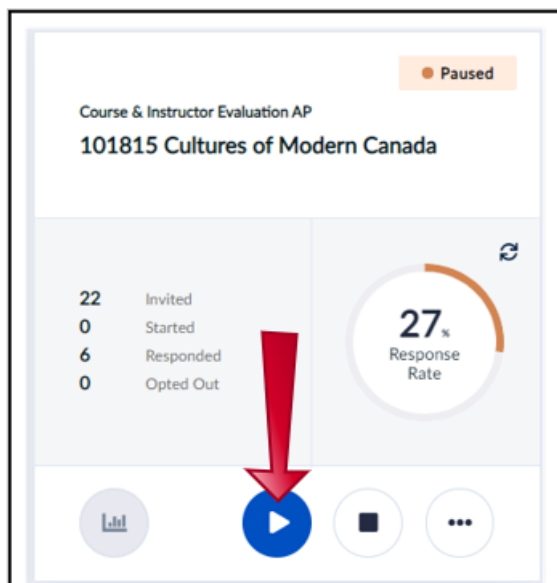 Paused
Course & Instructor Evaluation AP
101815 Cultures of Modern Canada
22 Invited
0 Started
6 Responded
0 Opted Out
27%
Response
Rate